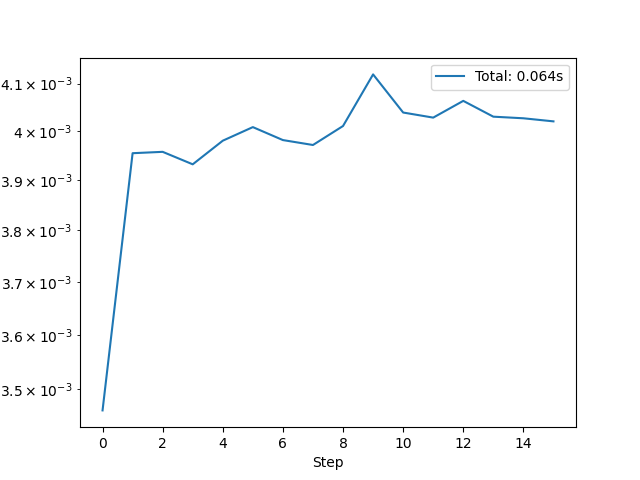 Total: 0.064s
4.1 × 10⁻³
4 × 10⁻³
3.9 × 10⁻³
3.8 × 10⁻³
3.7 × 10⁻³
3.6 × 10⁻³
3.5 × 10⁻³
0 2 4 6 8 10 12 14
Step